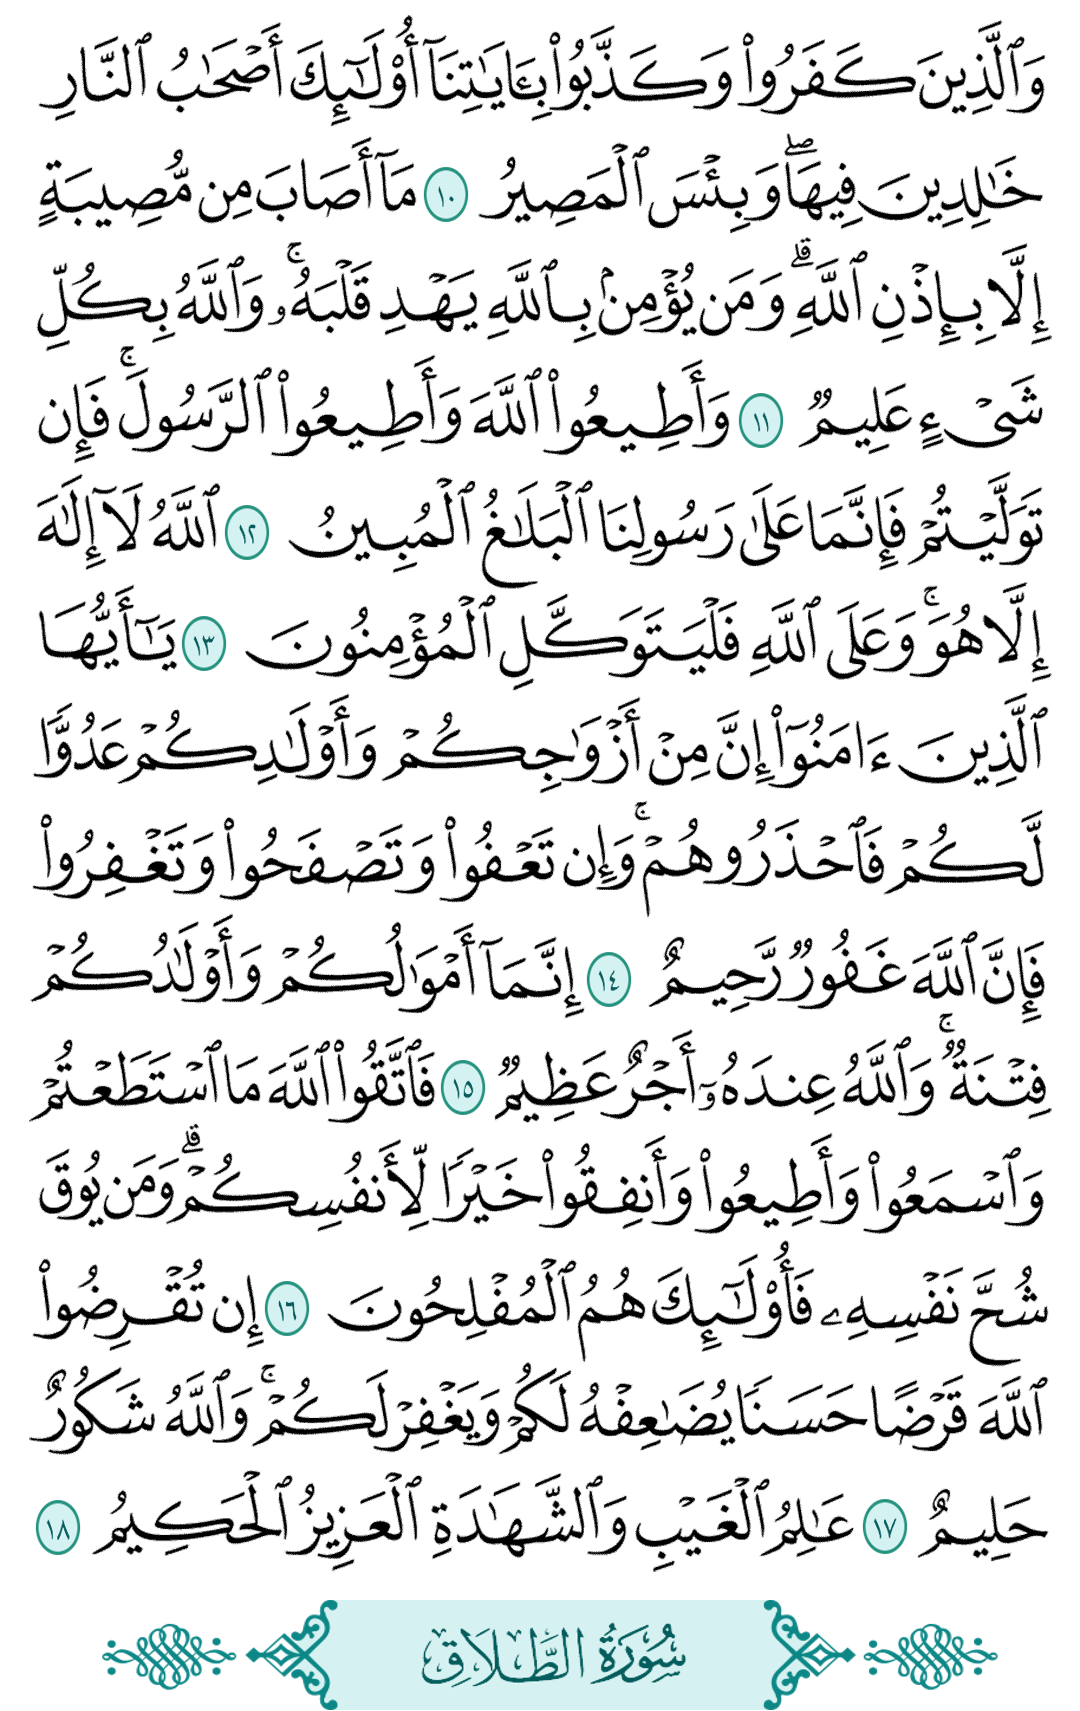 وَٱلَّذِينَ كَفَرُوا۟ وَكَذَّبُوا۟ بِـَٔايَـٰتِنَآ أُو۟لَـٰٓئِكَ أَصْحَـٰبُ ٱلنَّارِ
خَـٰلِدِينَ فِيهَا ۖ وَبِئْسَ ٱلْمَصِيرُ ١٠ مَآ أَصَابَ مِن مُّصِيبَةٍ
إِلَّا بِإِذْنِ ٱللَّهِ ۗ وَمَن يُؤْمِنۢ بِٱللَّهِ يَهْدِ قَلْبَهُۥ ۚ وَٱللَّهُ بِكُلِّ
شَىْءٍ عَلِيمٌ ١١ وَأَطِيعُوا۟ ٱللَّهَ وَأَطِيعُوا۟ ٱلرَّسُولَ ۚ فَإِن
تَوَلَّيْتُمْ فَإِنَّمَا عَلَىٰ رَسُولِنَا ٱلْبَلَـٰغُ ٱلْمُبِينُ ١٢ ٱللَّهُ لَآ إِلَـٰهَ
إِلَّا هُوَ ۚ وَعَلَى ٱللَّهِ فَلْيَتَوَكَّلِ ٱلْمُؤْمِنُونَ ١٣ يَـٰٓأَيُّهَا
ٱلَّذِينَ ءَامَنُوٓا۟ إِنَّ مِنْ أَزْوَٰجِكُمْ وَأَوْلَـٰدِكُمْ عَدُوًّا
لَّكُمْ فَٱحْذَرُوهُمْ ۚ وَإِن تَعْفُوا۟ وَتَصْفَحُوا۟ وَتَغْفِرُوا۟
فَإِنَّ ٱللَّهَ غَفُورٌ رَّحِيمٌ ١٤ إِنَّمَآ أَمْوَٰلُكُمْ وَأَوْلَـٰدُكُمْ
فِتْنَةٌ ۚ وَٱللَّهُ عِندَهُۥٓ أَجْرٌ عَظِيمٌ ١٥ فَٱتَّقُوا۟ ٱللَّهَ مَا ٱسْتَطَعْتُمْ
وَٱسْمَعُوا۟ وَأَطِيعُوا۟ وَأَنفِقُوا۟ خَيْرًا لِّأَنفُسِكُمْ ۗ وَمَن يُوقَ
شُحَّ نَفْسِهِۦ فَأُو۟لَـٰٓئِكَ هُمُ ٱلْمُفْلِحُونَ ١٦ إِن تُقْرِضُوا۟
ٱللَّهَ قَرْضًا حَسَنًا يُضَـٰعِفْهُ لَكُمْ وَيَغْفِرْ لَكُمْ ۚ وَٱللَّهُ شَكُورٌ
حَلِيمٌ ١٧ عَـٰلِمُ ٱلْغَيْبِ وَٱلشَّهَـٰدَةِ ٱلْعَزِيزُ ٱلْحَكِيمُ ١٨
سُورَةُ الطَّلَاقِ